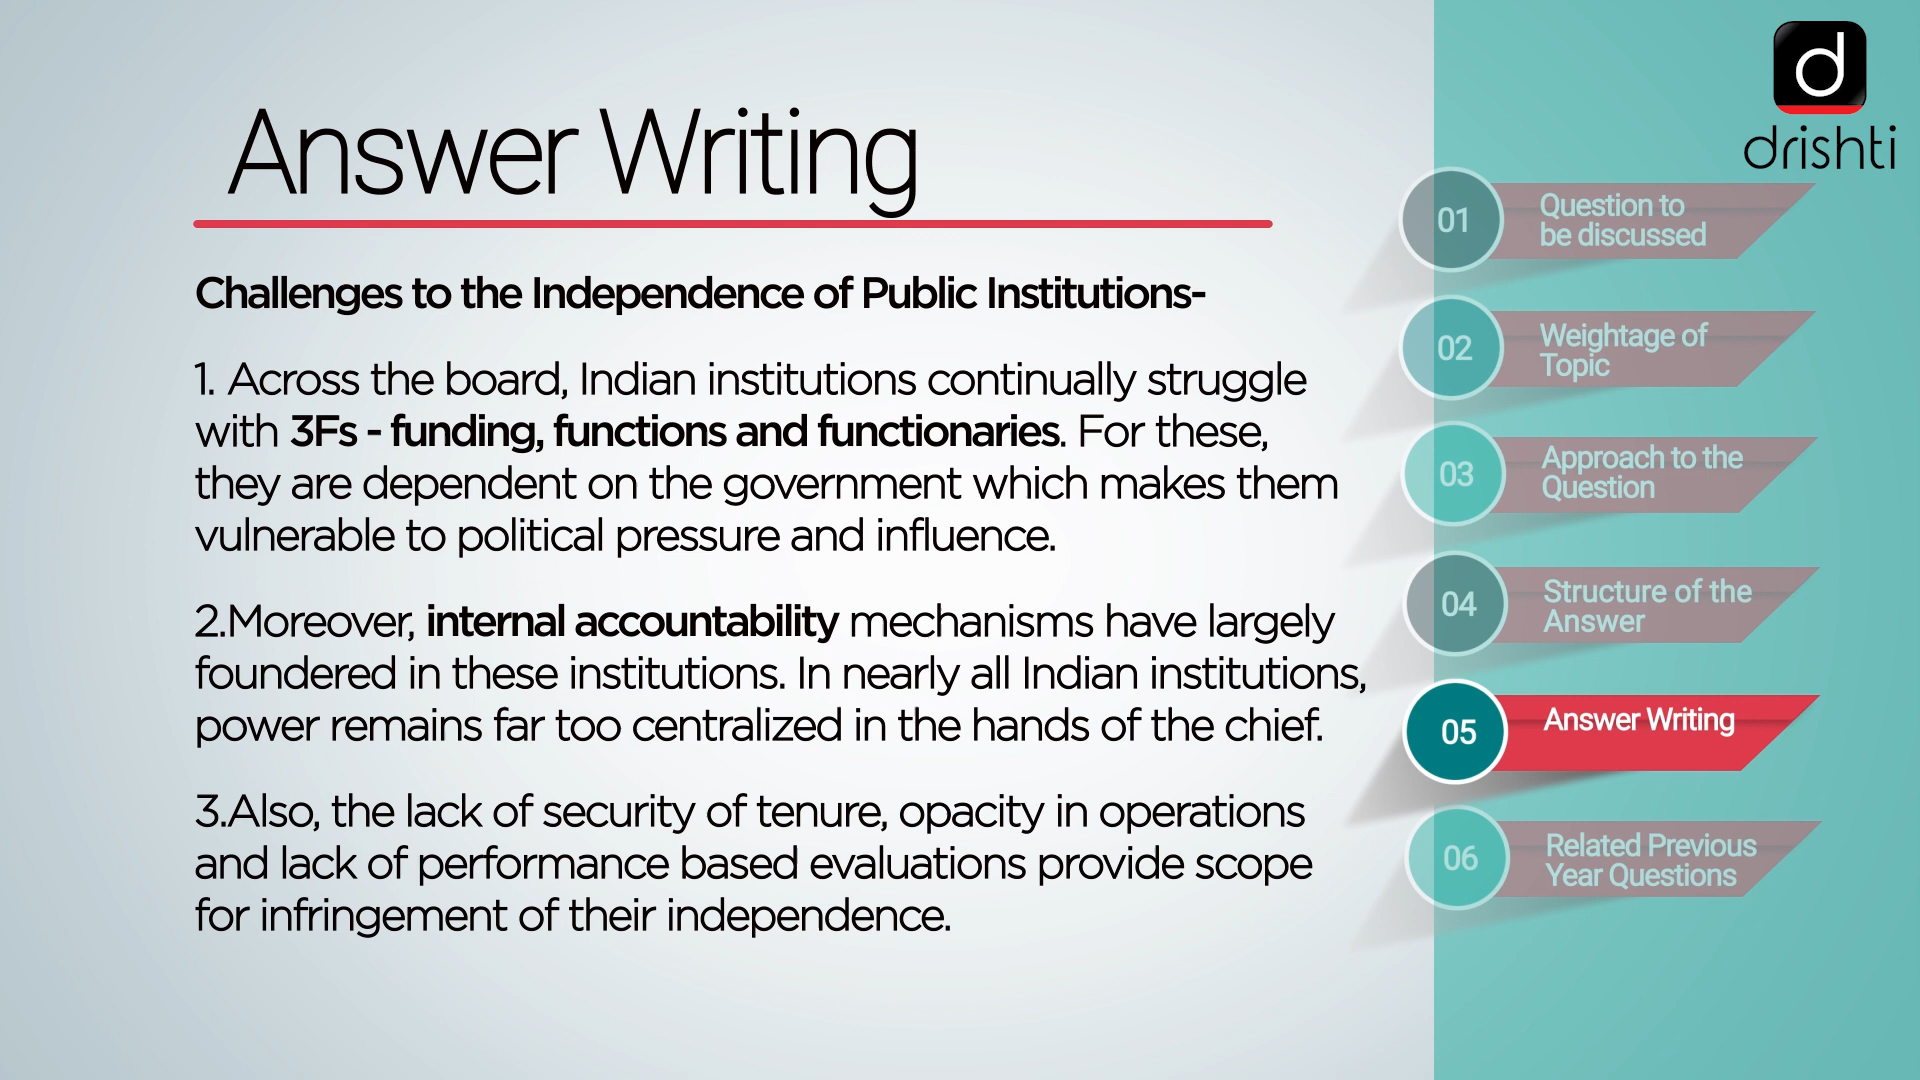 Answer Writing
Challenges to the Independence of Public Institutions-
1. Across the board, Indian institutions continually struggle
with 3Fs - funding, functions and functionaries. For these,
they are dependent on the government which makes them
vulnerable to political pressure and influence.
2.Moreover, internal accountability mechanisms have largely
foundered in these institutions. In nearly all Indian institutions,
power remains far too centralized in the hands of the chief.
3.Also, the lack of security of tenure, opacity in operations
and lack of performance based evaluations provide scope
for infringement of their independence.
d
drishti
01
Question to
be discussed
02
Weightage of
Topic
03
Approach to the
Question
04
Structure of the
Answer
05
Answer Writing
06
Related Previous
Year Questions